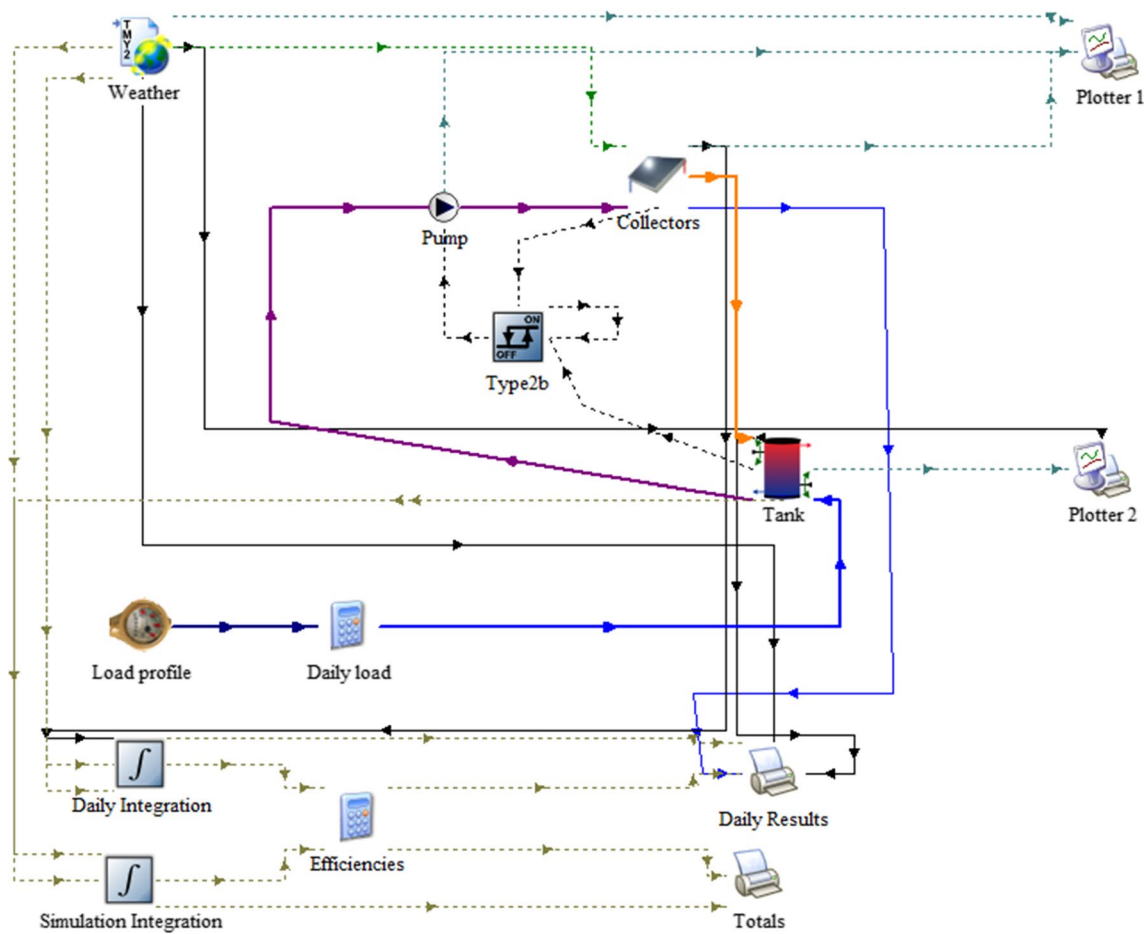 TMY2
Weather
Plotter 1
Collectors
Pump
ON
OFF
Type2b
Tank
Plotter 2
Load profile
Daily load
∫
Daily Integration
Daily Results
Efficiencies
∫
Simulation Integration
Totals